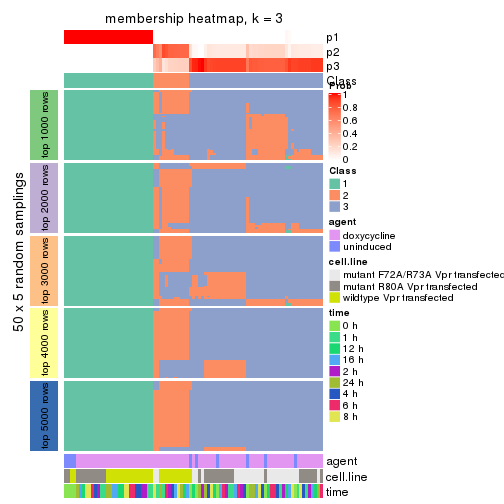 membership heatmap, k = 3
p1
p2
p3
Class
Prob
1
0.8
0.6
0.4
0.2
0
Class
1
2
3
agent
doxycycline
uninduced
cell.line
mutant F72A/R73A Vpr transfected
mutant R80A Vpr transfected
wildtype Vpr transfected
time
0 h
1 h
12 h
16 h
2 h
24 h
4 h
6 h
8 h
50 x 5 random samplings
top 1000 rows
top 2000 rows
top 3000 rows
top 4000 rows
top 5000 rows
agent
cell.line
time